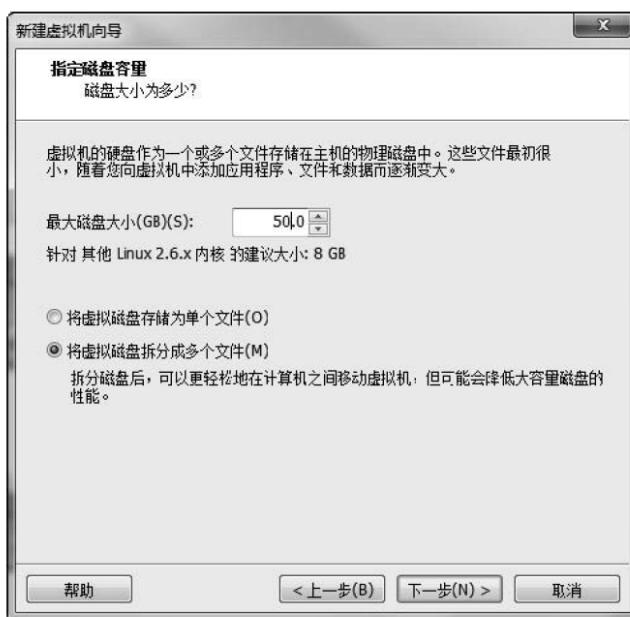 新建虚拟机向导
指定磁盘容量
磁盘大小为多少?
虚拟机的硬盘作为一个或多个文件存储在主机的物理磁盘中。这些文件最初很
小，随着您向虚拟机中添加应用程序、文件和数据而逐渐变大。
最大磁盘大小(GB)(S): 50.0
针对 其他 Linux 2.6.x 内核 的建议大小: 8 GB
将虚拟磁盘存储为单个文件(O)
将虚拟磁盘拆分成多个文件(M)
拆分磁盘后，可以更轻松地在计算机之间移动虚拟机，但可能会降低大容量磁盘的
性能。
帮助 < 上一步(B) 下一步(N) > 取消